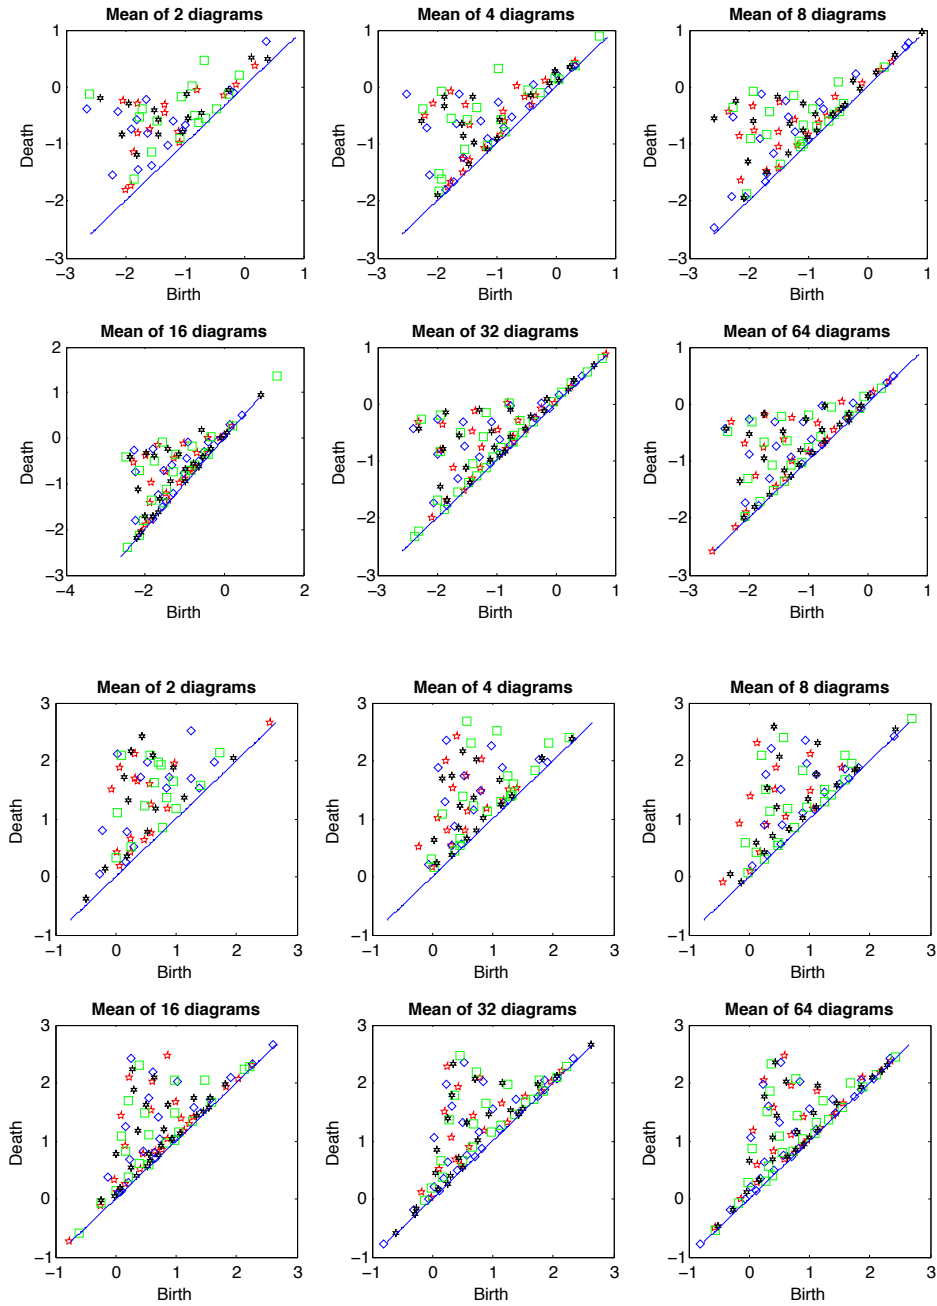 Mean of 2 diagrams
Mean of 4 diagrams
Mean of 8 diagrams
1
0
−1
−2
−3
Death
−3 −2 −1 0 1
Birth
1
0
−1
−2
−3
Death
−3 −2 −1 0 1
Birth
1
0
−1
−2
−3
Death
−3 −2 −1 0 1
Birth
Mean of 16 diagrams
Mean of 32 diagrams
Mean of 64 diagrams
2
1
0
−1
−2
−3
Death
−4 −2 0 2
Birth
1
0
−1
−2
−3
Death
−3 −2 −1 0 1
Birth
1
0
−1
−2
−3
Death
−3 −2 −1 0 1
Birth
Mean of 2 diagrams
Mean of 4 diagrams
Mean of 8 diagrams
3
2
1
0
−1
Death
−1 0 1 2 3
Birth
3
2
1
0
−1
Death
−1 0 1 2 3
Birth
3
2
1
0
−1
Death
−1 0 1 2 3
Birth
Mean of 16 diagrams
Mean of 32 diagrams
Mean of 64 diagrams
3
2
1
0
−1
Death
−1 0 1 2 3
Birth
3
2
1
0
−1
Death
−1 0 1 2 3
Birth
3
2
1
0
−1
Death
−1 0 1 2 3
Birth